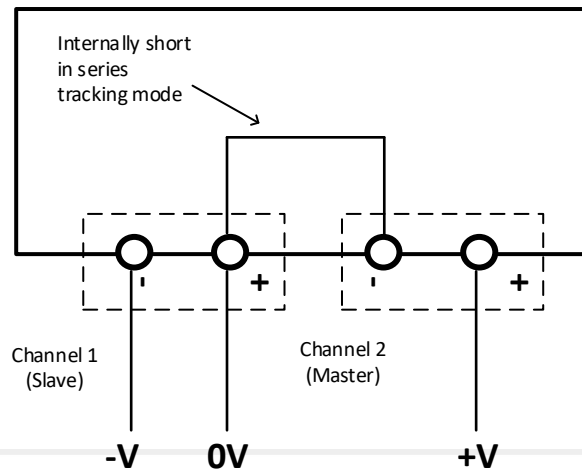 Internally short
in series
tracking mode
- + - +
Channel 1
(Slave)
Channel 2
(Master)
-V 0V +V